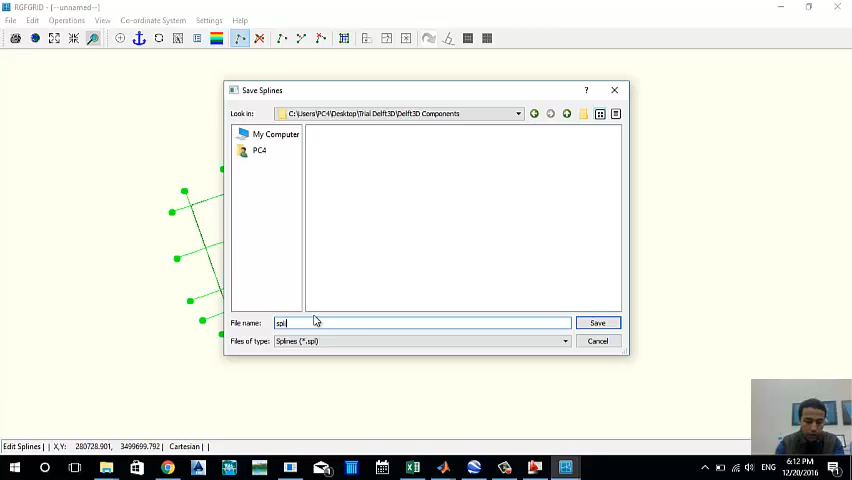 RGFGRID - [--unnamed--]
File Edit Operations View Co-ordinate System Settings Help
Save Splines
Look in: C:\Users\PC4\Desktop\Trial Delft3D\Delft3D Components
My Computer
PC4
File name: spli Save
Files of type: Splines (*.spl) Cancel
Edit Splines | | X,Y: 280728.901, 3499699.792 | Cartesian | |
ENG
6:12 PM
12/20/2016